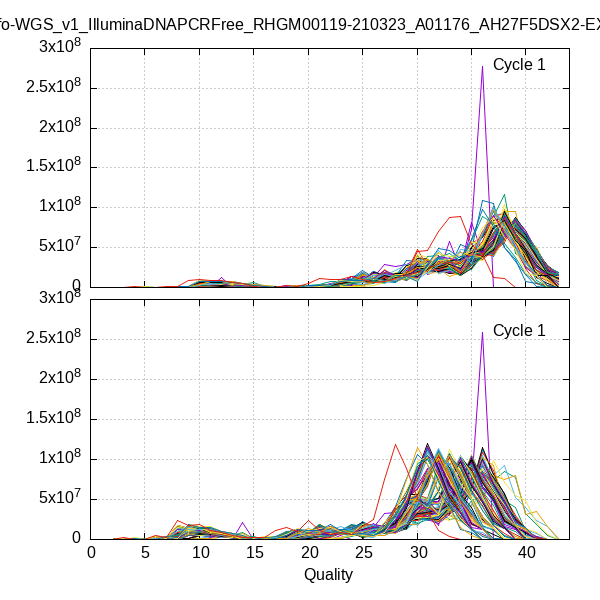 fo-WGS_v1_IlluminaDNAPCRFree_RHGM00119-210323_A01176_AH27F5DSX2-EX
3x10⁸
Cycle 1
2.5x10⁸
2x10⁸
1.5x10⁸
1x10⁸
5x10⁷
0
3x10⁸
Cycle 1
2.5x10⁸
2x10⁸
1.5x10⁸
1x10⁸
5x10⁷
0
0 5 10 15 20 25 30 35 40
Quality